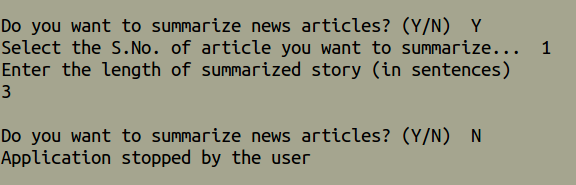 Do you want to summarize news articles? (Y/N)  Y
Select the S.No. of article you want to summarize...  1
Enter the length of summarized story (in sentences)
3
Do you want to summarize news articles? (Y/N)  N
Application stopped by the user